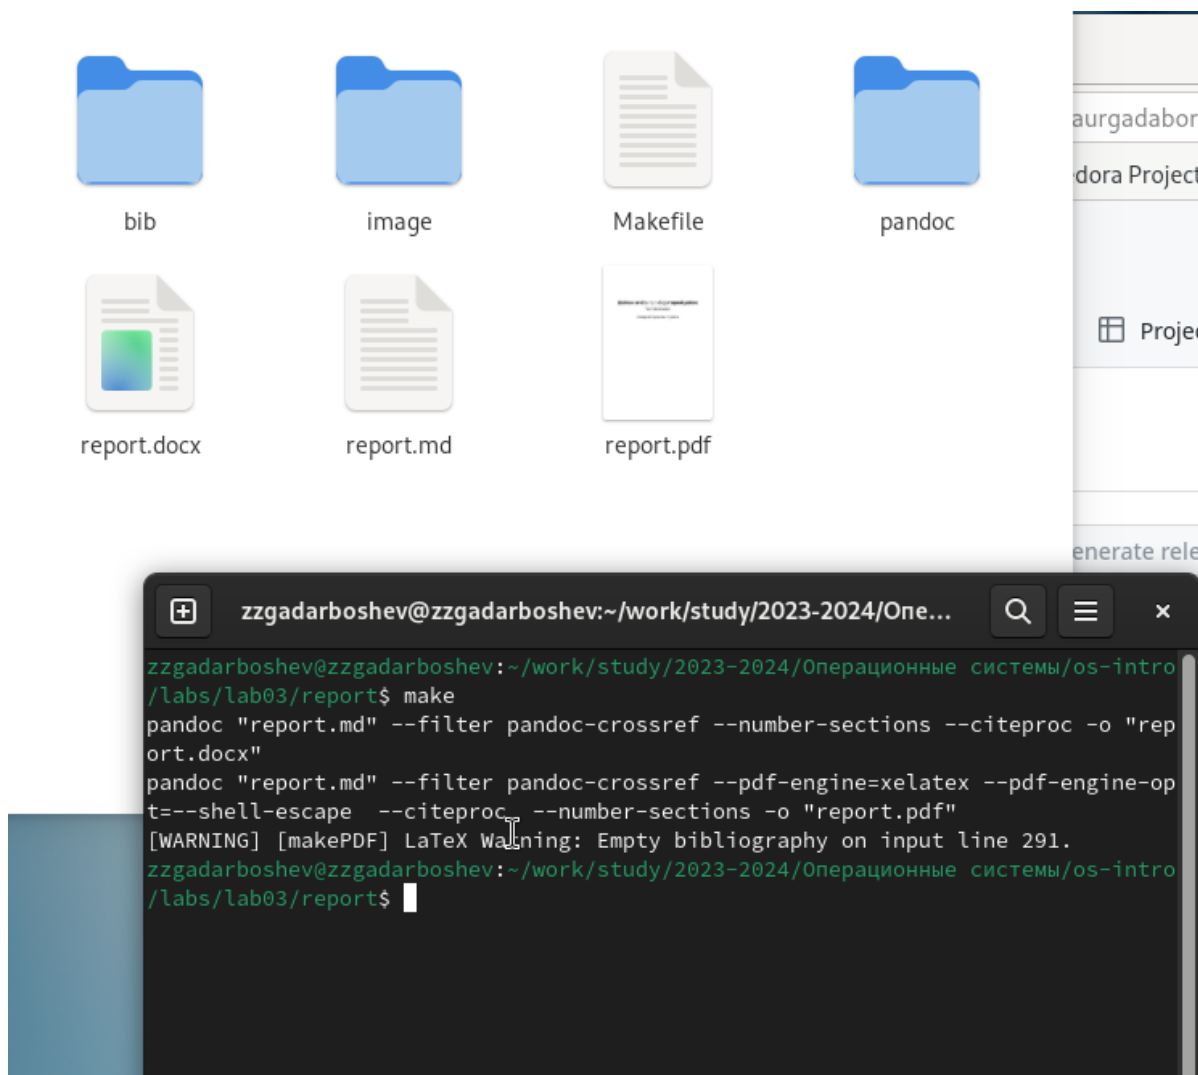 bib
image
Makefile
pandoc
report.docx
report.md
report.pdf
aurgadabor
dora Project
Projec
enerate rele
zzgadarboshev@zzgadarboshev:~/work/study/2023-2024/Опе...
zzgadarboshev@zzgadarboshev:~/work/study/2023-2024/Операционные системы/os-intro
/labs/lab03/report$ make
pandoc "report.md" --filter pandoc-crossref --number-sections --citeproc -o "rep
ort.docx"
pandoc "report.md" --filter pandoc-crossref --pdf-engine=xelatex --pdf-engine-op
t=--shell-escape  --citeproc  --number-sections -o "report.pdf"
[WARNING] [makePDF] LaTeX Warning: Empty bibliography on input line 291.
zzgadarboshev@zzgadarboshev:~/work/study/2023-2024/Операционные системы/os-intro
/labs/lab03/report$